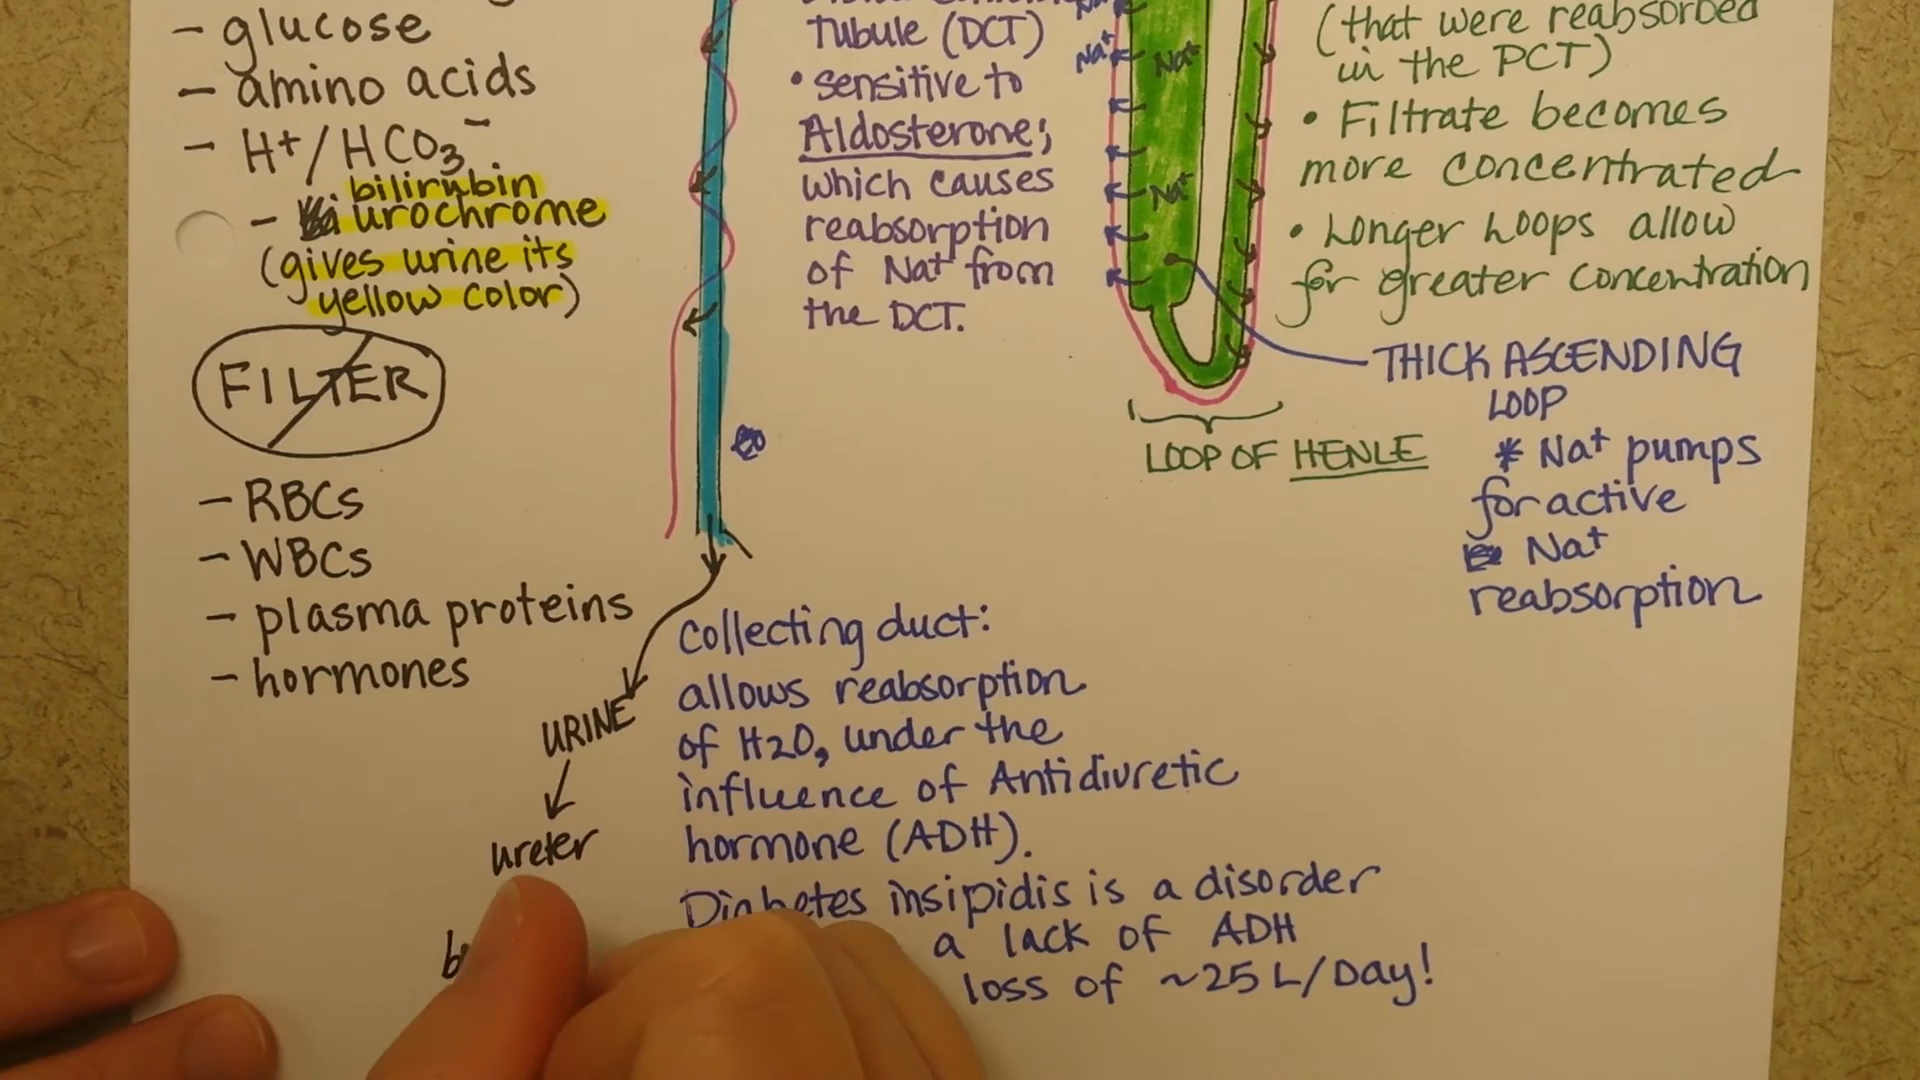 - glucose
- amino acids
- H+/HCO3-
bilirubin
- urochrome
(gives urine its
yellow color)
FILTER
- RBCs
- WBCs
- plasma proteins
- hormones
Tubule (DCT)
• sensitive to
Aldosterone;
which causes
reabsorption
of Na+ from
the DCT.
Na+
Na+
Na+
(that were reabsorbed
in the PCT)
• Filtrate becomes
more concentrated
• Longer Loops allow
for greater concentration
THICK ASCENDING
LOOP
* Na+ pumps
for active
Na+
reabsorption
LOOP OF HENLE
URINE
ureter
Collecting duct:
allows reabsorption
of H2O, under the
influence of Antidiuretic
hormone (ADH).
Diabetes insipidis is a disorder
a lack of ADH
loss of ~25 L/Day!